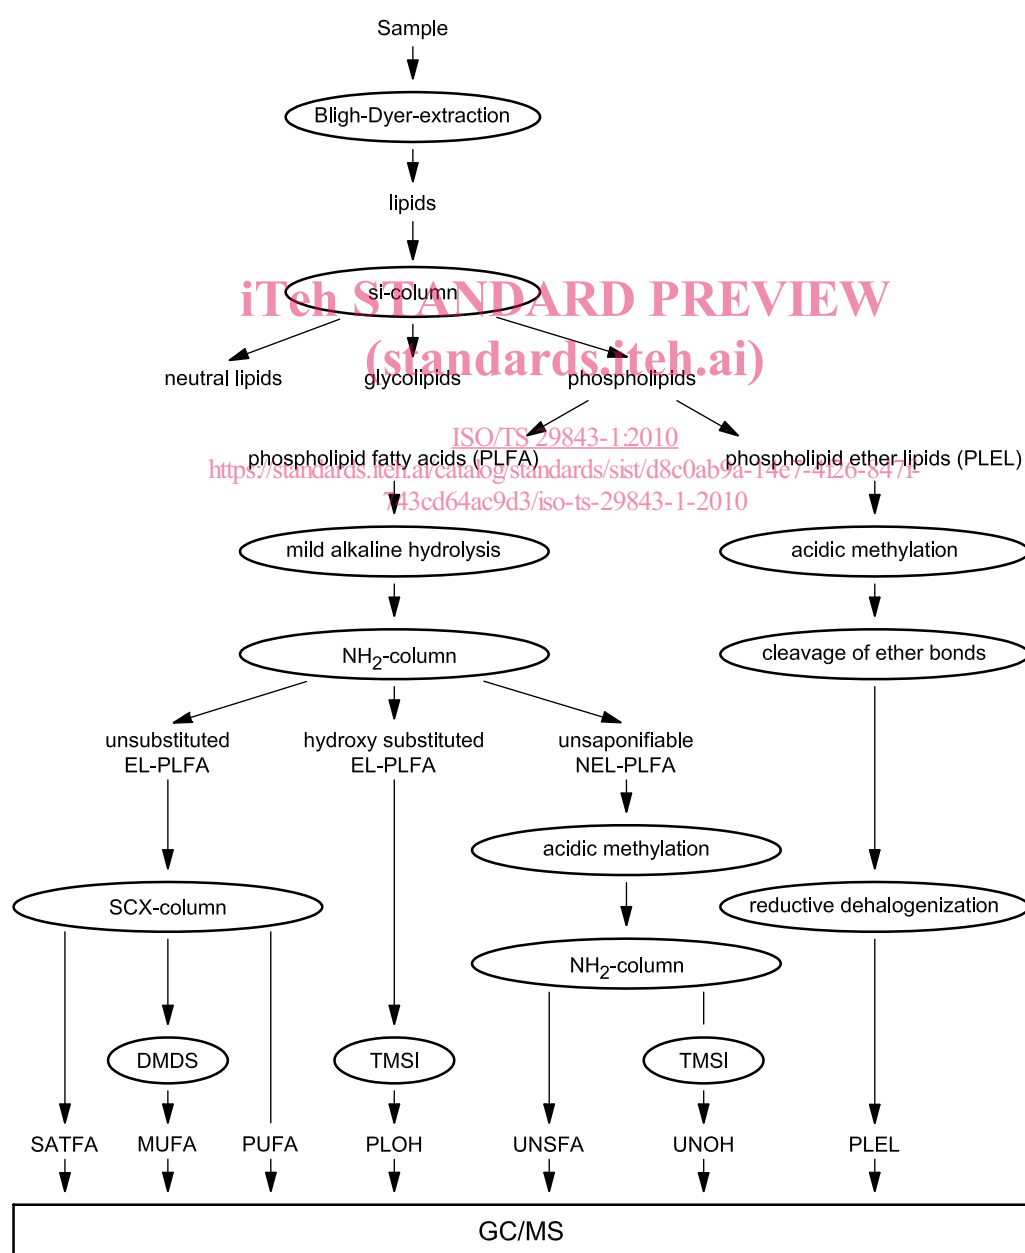 Sample
Bligh-Dyer-extraction
lipids
si-column
iTeh STANDARD PREVIEW
(standards.iteh.ai)
neutral lipids
glycolipids
phospholipids
ISO/TS 29843-1:2010
phospholipid fatty acids (PLFA)
phospholipid ether lipids (PLEL)
https://standards.iteh.ai/catalog/standards/sist/d8c0ab9a-14e7-4f26-8471-
743cd64ac9d3/iso-ts-29843-1-2010
mild alkaline hydrolysis
acidic methylation
NH2-column
cleavage of ether bonds
unsubstituted
EL-PLFA
hydroxy substituted
EL-PLFA
unsaponifiable
NEL-PLFA
acidic methylation
SCX-column
reductive dehalogenization
NH2-column
DMDS
TMSI
TMSI
SATFA
MUFA
PUFA
PLOH
UNSFA
UNOH
PLEL
GC/MS